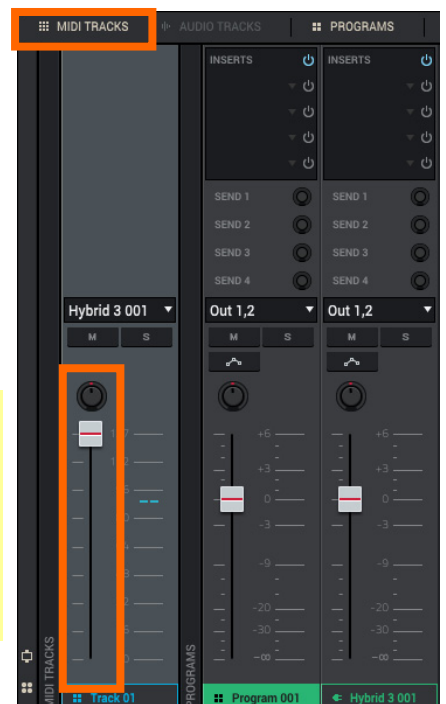 MIDI TRACKS
AUDIO TRACKS
PROGRAMS
INSERTS
INSERTS
SEND 1
SEND 1
SEND 2
SEND 2
SEND 3
SEND 3
SEND 4
SEND 4
Hybrid 3 001
Out 1,2
Out 1,2
M S
M S
M S
+6
+6
+3
+3
0
0
-3
-3
-9
-9
-20
-20
-30
-30
-∞
-∞
MIDI TRACKS
PROGRAMS
Track 01
Program 001
Hybrid 3 001